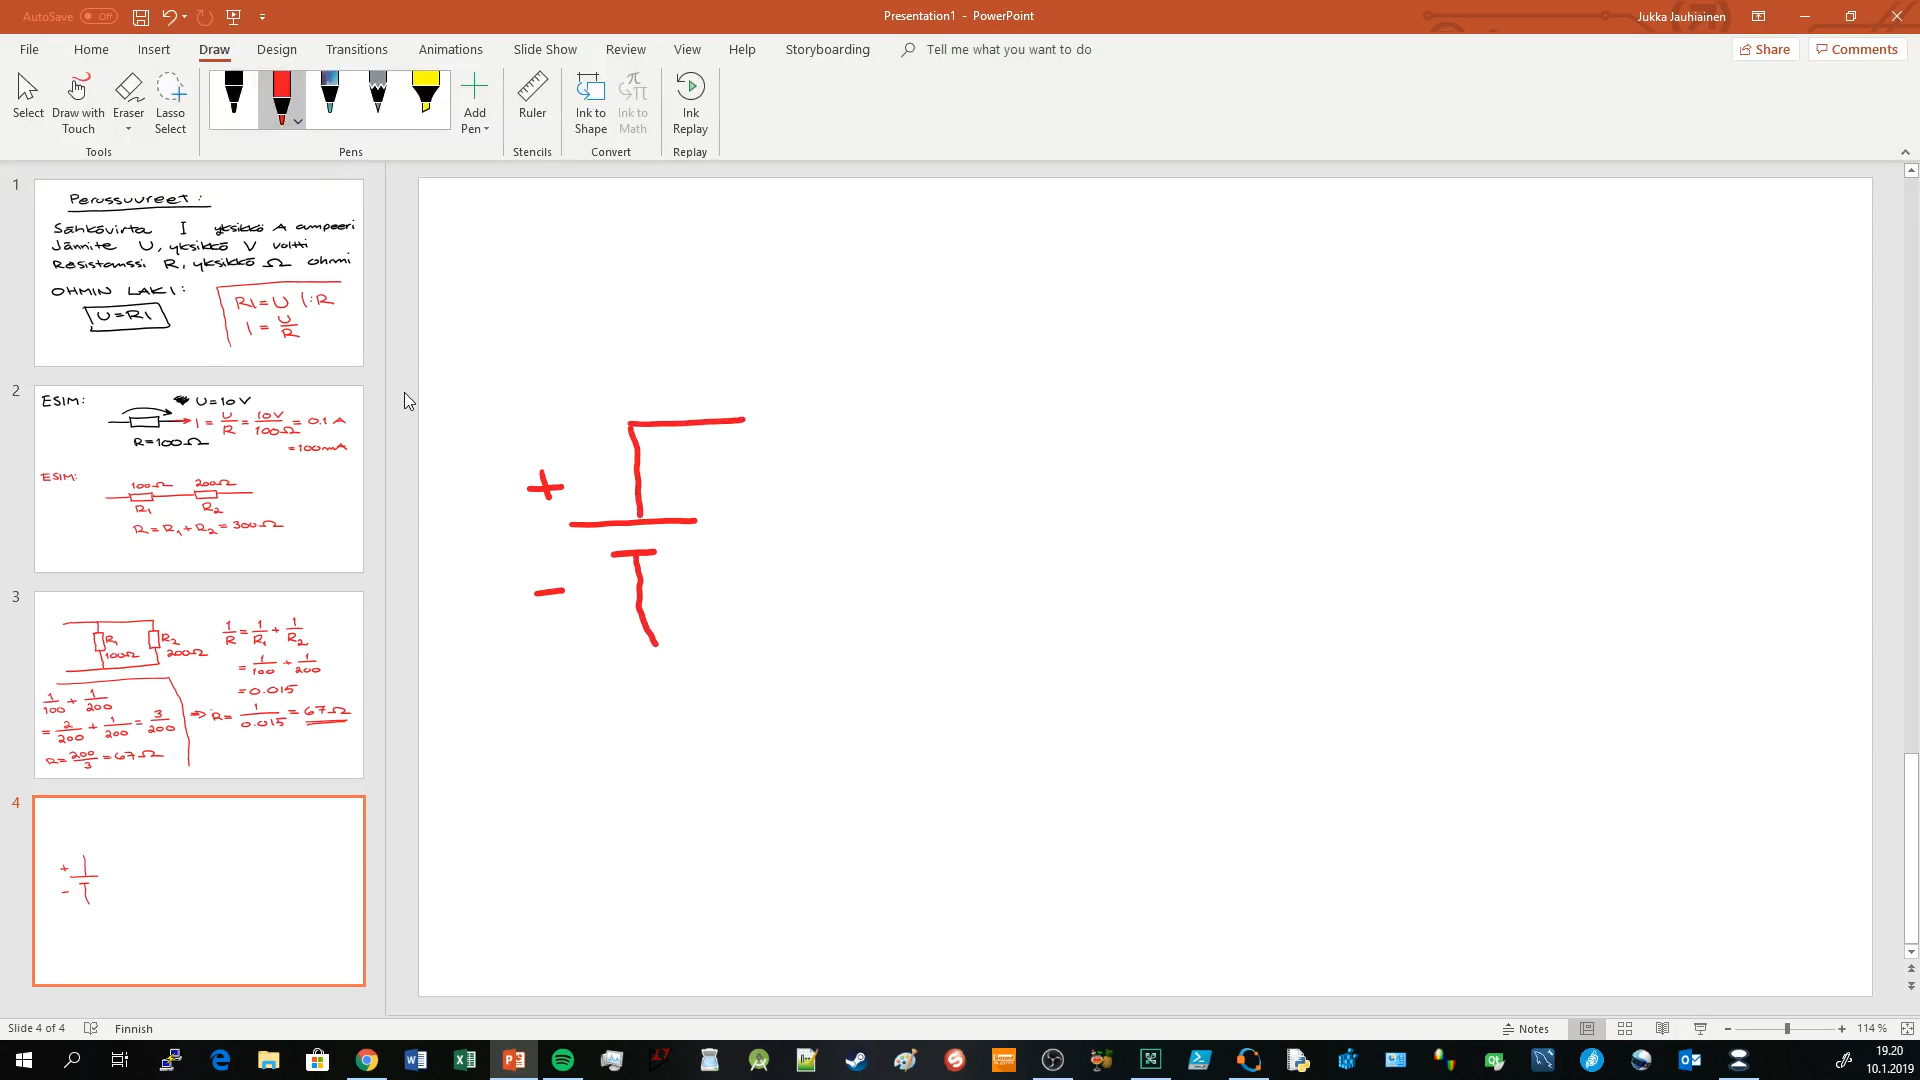 AutoSave Off
Presentation1 - PowerPoint
Jukka Jauhiainen
File Home Insert Draw Design Transitions Animations Slide Show Review View Help Storyboarding Tell me what you want to do
Share Comments
Select
Draw with Touch
Eraser
Lasso Select
Add Pen
Ruler
Ink to Shape
Ink to Math
Ink Replay
Tools Pens Stencils Convert Replay
1
Perussuureet:
Sähkövirta I yksikkö A ampeeri
Jännite U, yksikkö V voltti
Resistanssi R, yksikkö Ω ohmi
OHMIN LAKI:
U=RI
RI=U |:R
I = U/R
2
ESIM:
U=10V
I = U/R = 10V/100Ω = 0.1 A
R=100Ω
=100mA
ESIM:
100Ω 200Ω
R1 R2
R=R1+R2=300Ω
3
R1 100Ω
R2 200Ω
1/R = 1/R1 + 1/R2
= 1/100 + 1/200
=0.015
=> R= 1/0.015 = 67Ω
1/100 + 1/200
= 2/200 + 1/200 = 3/200
R= 200/3 = 67Ω
4
+
-
+
-
Slide 4 of 4
Finnish
Notes
114 %
19.20
10.1.2019